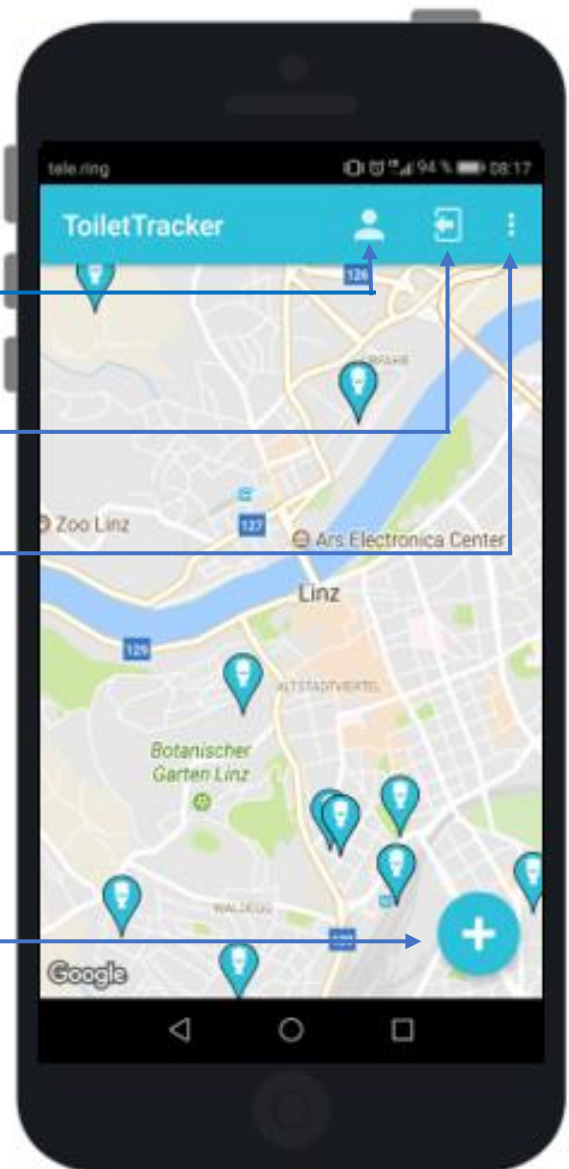 tele.ring 94 % 08:17
ToiletTracker
126
Zoo Linz
127
Ars Electronica Center
Linz
129
ALTSTADTVIERTEL
Botanischer
Garten Linz
WALDEGG
Google